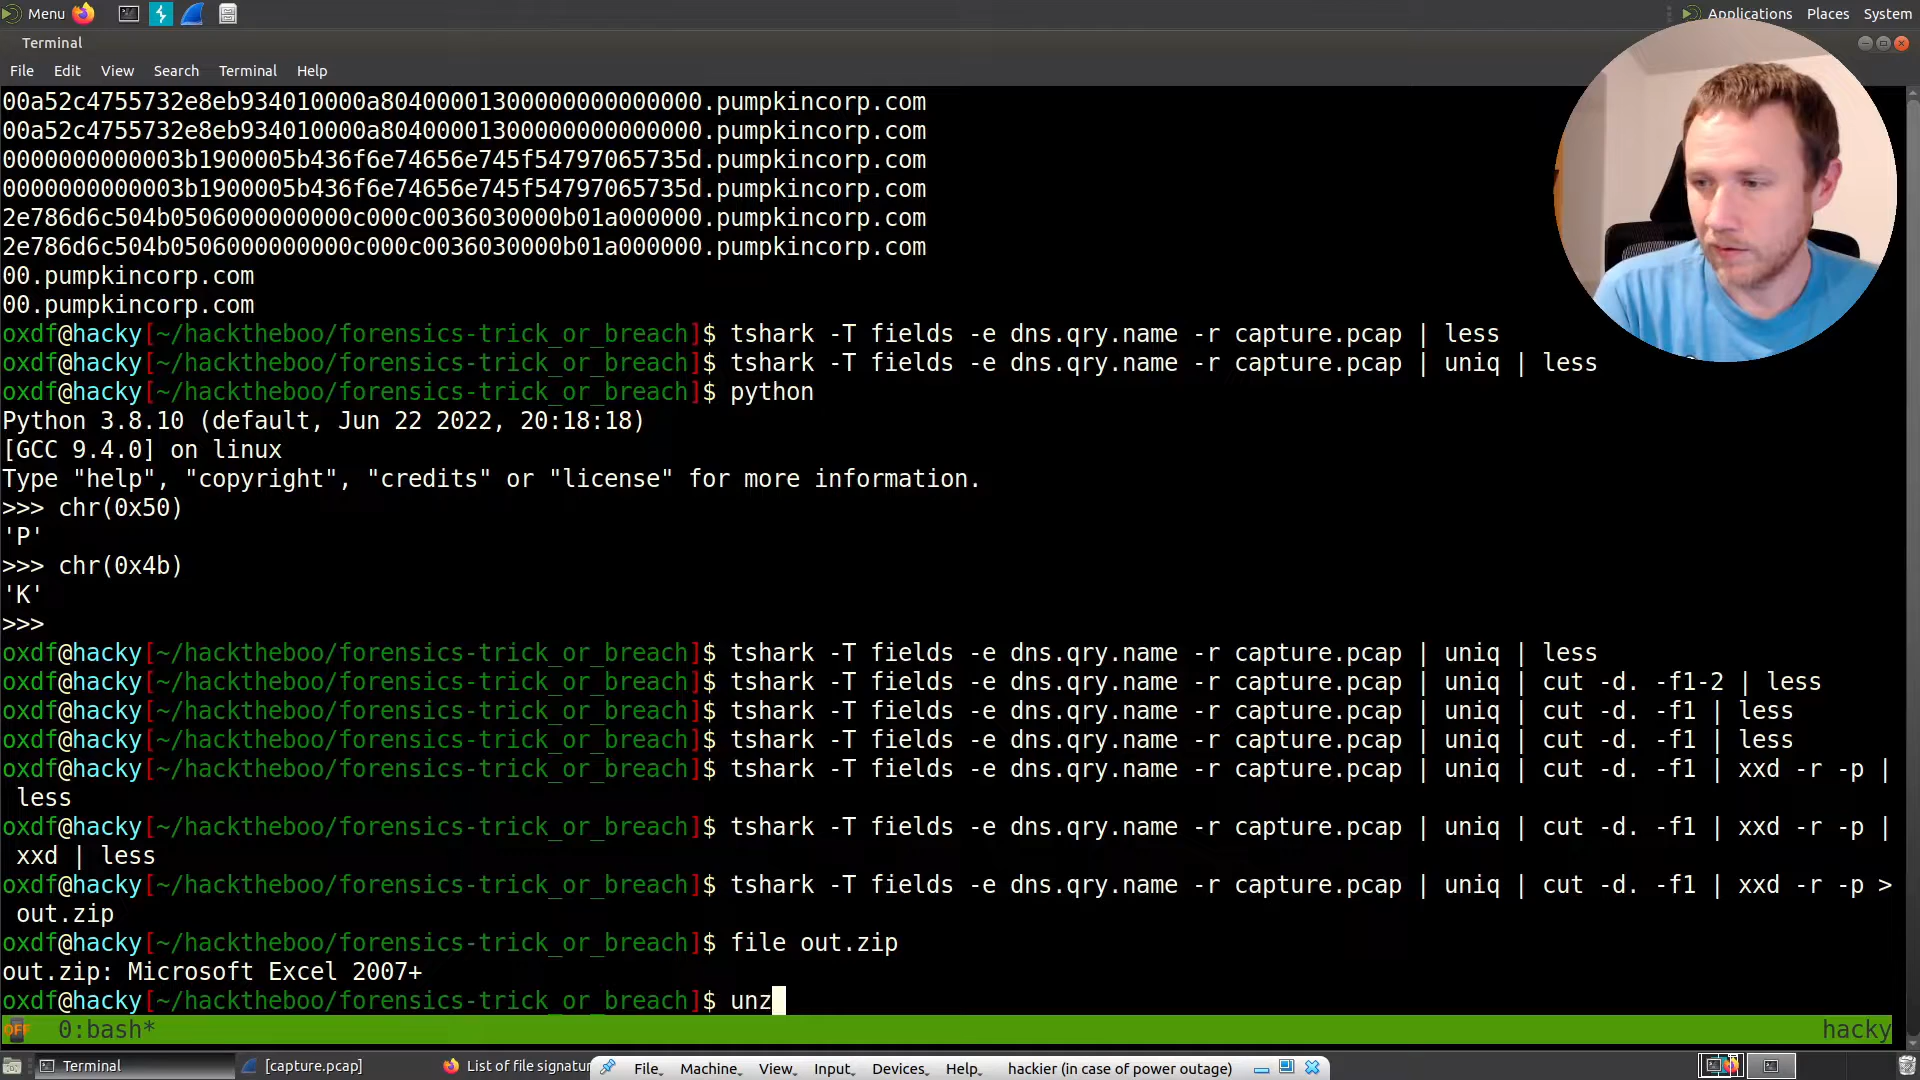 Menu
Applications Places System
Terminal
File Edit View Search Terminal Help
00a52c4755732e8eb934010000a80400001300000000000000.pumpkincorp.com
00a52c4755732e8eb934010000a80400001300000000000000.pumpkincorp.com
0000000000003b1900005b436f6e74656e745f54797065735d.pumpkincorp.com
0000000000003b1900005b436f6e74656e745f54797065735d.pumpkincorp.com
2e786d6c504b0506000000000c000c0036030000b01a000000.pumpkincorp.com
2e786d6c504b0506000000000c000c0036030000b01a000000.pumpkincorp.com
00.pumpkincorp.com
00.pumpkincorp.com
oxdf@hacky[~/hacktheboo/forensics-trick_or_breach]$ tshark -T fields -e dns.qry.name -r capture.pcap | less
oxdf@hacky[~/hacktheboo/forensics-trick_or_breach]$ tshark -T fields -e dns.qry.name -r capture.pcap | uniq | less
oxdf@hacky[~/hacktheboo/forensics-trick_or_breach]$ python
Python 3.8.10 (default, Jun 22 2022, 20:18:18)
[GCC 9.4.0] on linux
Type "help", "copyright", "credits" or "license" for more information.
>>> chr(0x50)
'P'
>>> chr(0x4b)
'K'
>>>
oxdf@hacky[~/hacktheboo/forensics-trick_or_breach]$ tshark -T fields -e dns.qry.name -r capture.pcap | uniq | less
oxdf@hacky[~/hacktheboo/forensics-trick_or_breach]$ tshark -T fields -e dns.qry.name -r capture.pcap | uniq | cut -d. -f1-2 | less
oxdf@hacky[~/hacktheboo/forensics-trick_or_breach]$ tshark -T fields -e dns.qry.name -r capture.pcap | uniq | cut -d. -f1 | less
oxdf@hacky[~/hacktheboo/forensics-trick_or_breach]$ tshark -T fields -e dns.qry.name -r capture.pcap | uniq | cut -d. -f1 | less
oxdf@hacky[~/hacktheboo/forensics-trick_or_breach]$ tshark -T fields -e dns.qry.name -r capture.pcap | uniq | cut -d. -f1 | xxd -r -p |
less
oxdf@hacky[~/hacktheboo/forensics-trick_or_breach]$ tshark -T fields -e dns.qry.name -r capture.pcap | uniq | cut -d. -f1 | xxd -r -p |
xxd | less
oxdf@hacky[~/hacktheboo/forensics-trick_or_breach]$ tshark -T fields -e dns.qry.name -r capture.pcap | uniq | cut -d. -f1 | xxd -r -p >
out.zip
oxdf@hacky[~/hacktheboo/forensics-trick_or_breach]$ file out.zip
out.zip: Microsoft Excel 2007+
oxdf@hacky[~/hacktheboo/forensics-trick_or_breach]$ unz
OFF 0:bash* hacky
Terminal [capture.pcap] List of file signatur File Machine View Input Devices Help hackier (in case of power outage)